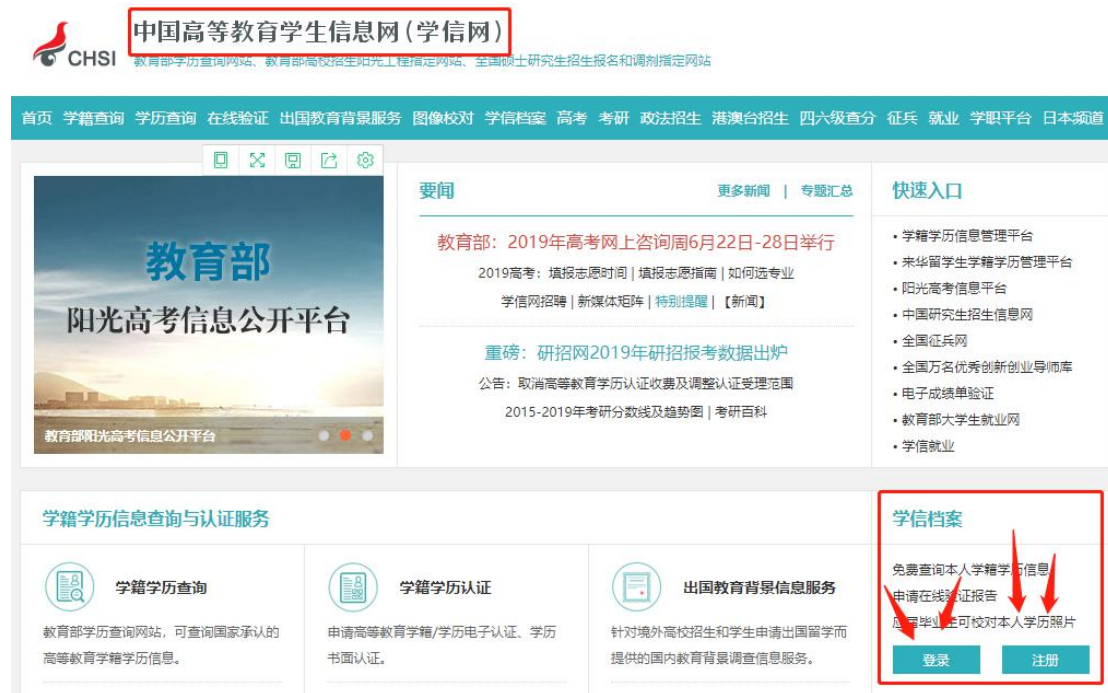 中国高等教育学生信息网(学信网)
CHSI
教育部学历查询网站、教育部高校招生阳光工程指定网站、全国硕士研究生招生报名和调剂指定网站
首页 学籍查询 学历查询 在线验证 出国教育背景服务 图像校对 学信档案 高考 考研 政法招生 港澳台招生 四六级查分 征兵 就业 学职平台 日本频道
教育部
阳光高考信息公开平台
教育部阳光高考信息公开平台
要闻
更多新闻 | 专题汇总
教育部：2019年高考网上咨询周6月22日-28日举行
2019高考：填报志愿时间 | 填报志愿指南 | 如何选专业
学信网招聘 | 新媒体矩阵 | 特别提醒 | 【新闻】
重磅：研招网2019年研招报考数据出炉
公告：取消高等教育学历认证收费及调整认证受理范围
2015-2019年考研分数线及趋势图 | 考研百科
快速入口
• 学籍学历信息管理平台
• 来华留学生学籍学历管理平台
• 阳光高考信息平台
• 中国研究生招生信息网
• 全国征兵网
• 全国万名优秀创新创业导师库
• 电子成绩单验证
• 教育部大学生就业网
• 学信就业
学籍学历信息查询与认证服务
学籍学历查询
教育部学历查询网站，可查询国家承认的
高等教育学籍学历信息。
学籍学历认证
申请高等教育学籍/学历电子认证、学历
书面认证。
出国教育背景信息服务
针对境外高校招生和学生申请出国留学而
提供的国内教育背景调查信息服务。
学信档案
免费查询本人学籍学历信息
申请在线验证报告
应届毕业生可校对本人学历照片
登录
注册